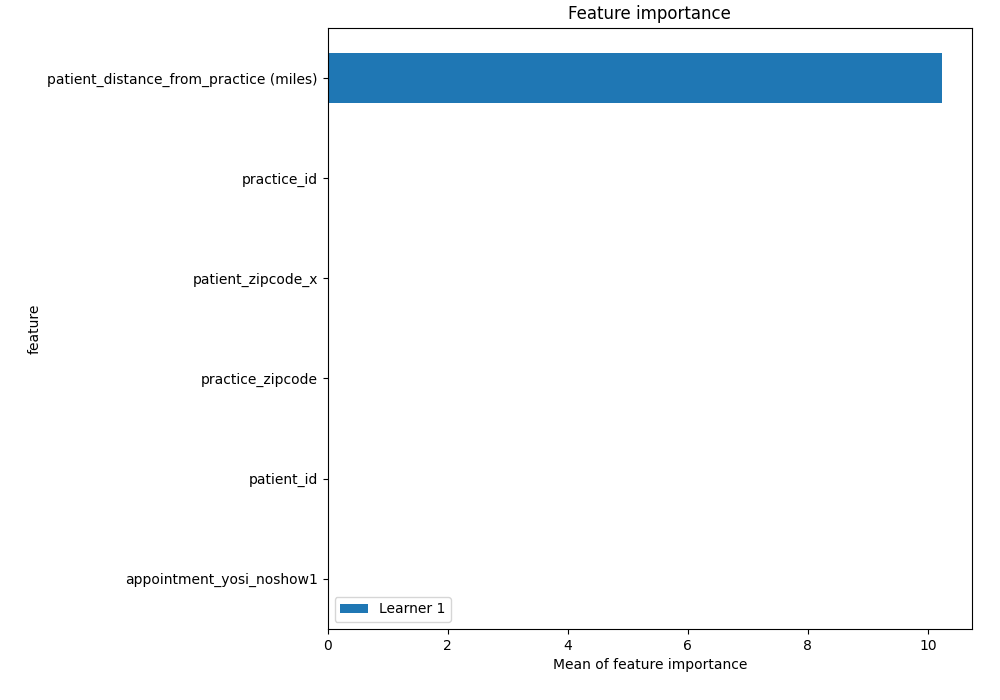 Feature importance
patient_distance_from_practice (miles)
practice_id
patient_zipcode_x
feature
practice_zipcode
patient_id
appointment_yosi_noshow1
Learner 1
0 2 4 6 8 10
Mean of feature importance